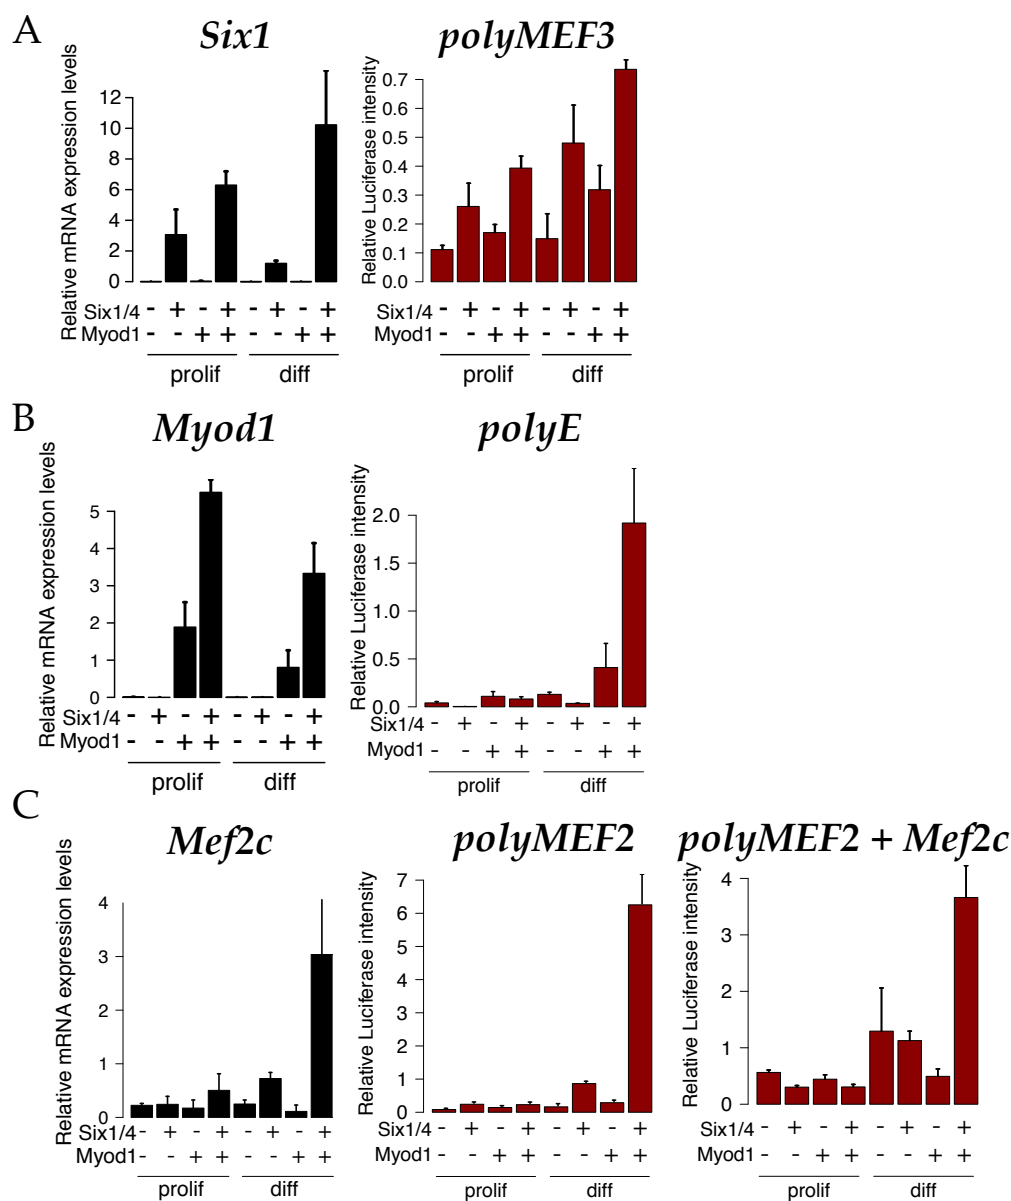 A
Six1
polyMEF3
Relative mRNA expression levels
12
10
8
6
4
2
0
Relative Luciferase intensity
0.7
0.6
0.5
0.4
0.3
0.2
0.1
0.0
Six1/4 - + - + - + - +
Myod1 - - + + - - + +
prolif diff
- + - + - + - +
- - + + - - + +
prolif diff
B
Myod1
polyE
Relative mRNA expression levels
5
4
3
2
1
0
Relative Luciferase intensity
2.0
1.5
1.0
0.5
0.0
Six1/4 - + - + - + - +
Myod1 - - + + - - + +
prolif diff
Six1/4 - + - + - + - +
Myod1 - - + + - - + +
prolif diff
C
Mef2c
polyMEF2
polyMEF2 + Mef2c
Relative mRNA expression levels
4
3
2
1
0
Relative Luciferase intensity
7
6
5
4
3
2
1
0
Relative Luciferase intensity
4
3
2
1
0
Six1/4 - + - + - + - +
Myod1 - - + + - - + +
prolif diff
Six1/4 - + - + - + - +
Myod1 - - + + - - + +
prolif diff
Six1/4 - + - + - + - +
Myod1 - - + + - - + +
prolif diff